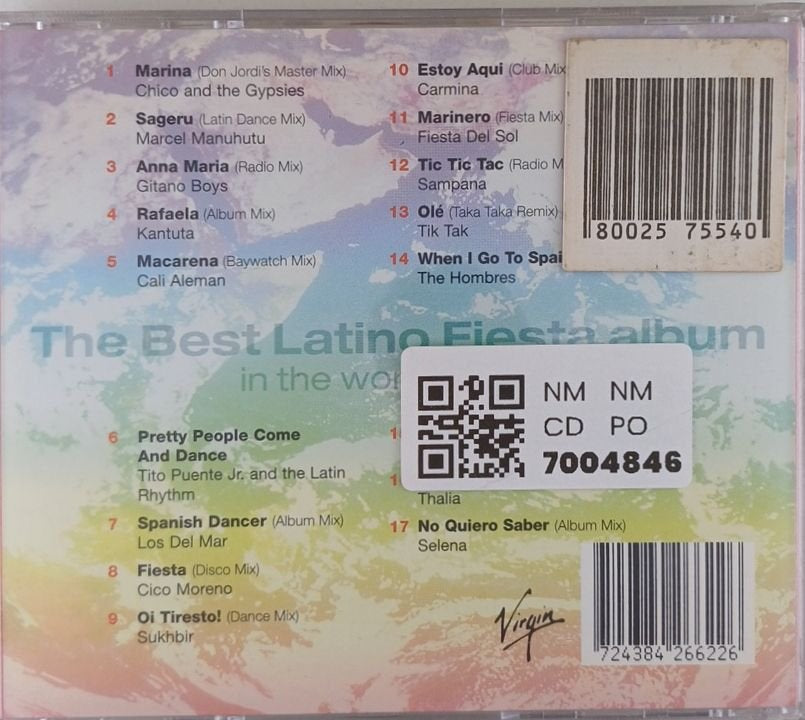 1 Marina (Don Jordi's Master Mix)
Chico and the Gypsies
2 Sageru (Latin Dance Mix)
Marcel Manuhutu
3 Anna Maria (Radio Mix)
Gitano Boys
4 Rafaela (Album Mix)
Kantuta
5 Macarena (Baywatch Mix)
Cali Aleman
10 Estoy Aqui (Club Mix
Carmina
11 Marinero (Fiesta Mix)
Fiesta Del Sol
12 Tic Tic Tac (Radio M
Sampana
13 Olé (Taka Taka Remix)
Tik Tak
14 When I Go To Spai
The Hombres
80025 75540
The Best Latino Fiesta album
in the wor
NM NM
CD PO
7004846
6 Pretty People Come
And Dance
Tito Puente Jr. and the Latin
Rhythm
7 Spanish Dancer (Album Mix)
Los Del Mar
8 Fiesta (Disco Mix)
Cico Moreno
9 Oi Tiresto! (Dance Mix)
Sukhbir
Thalia
17 No Quiero Saber (Album Mix)
Selena
Virgin
724384 266226